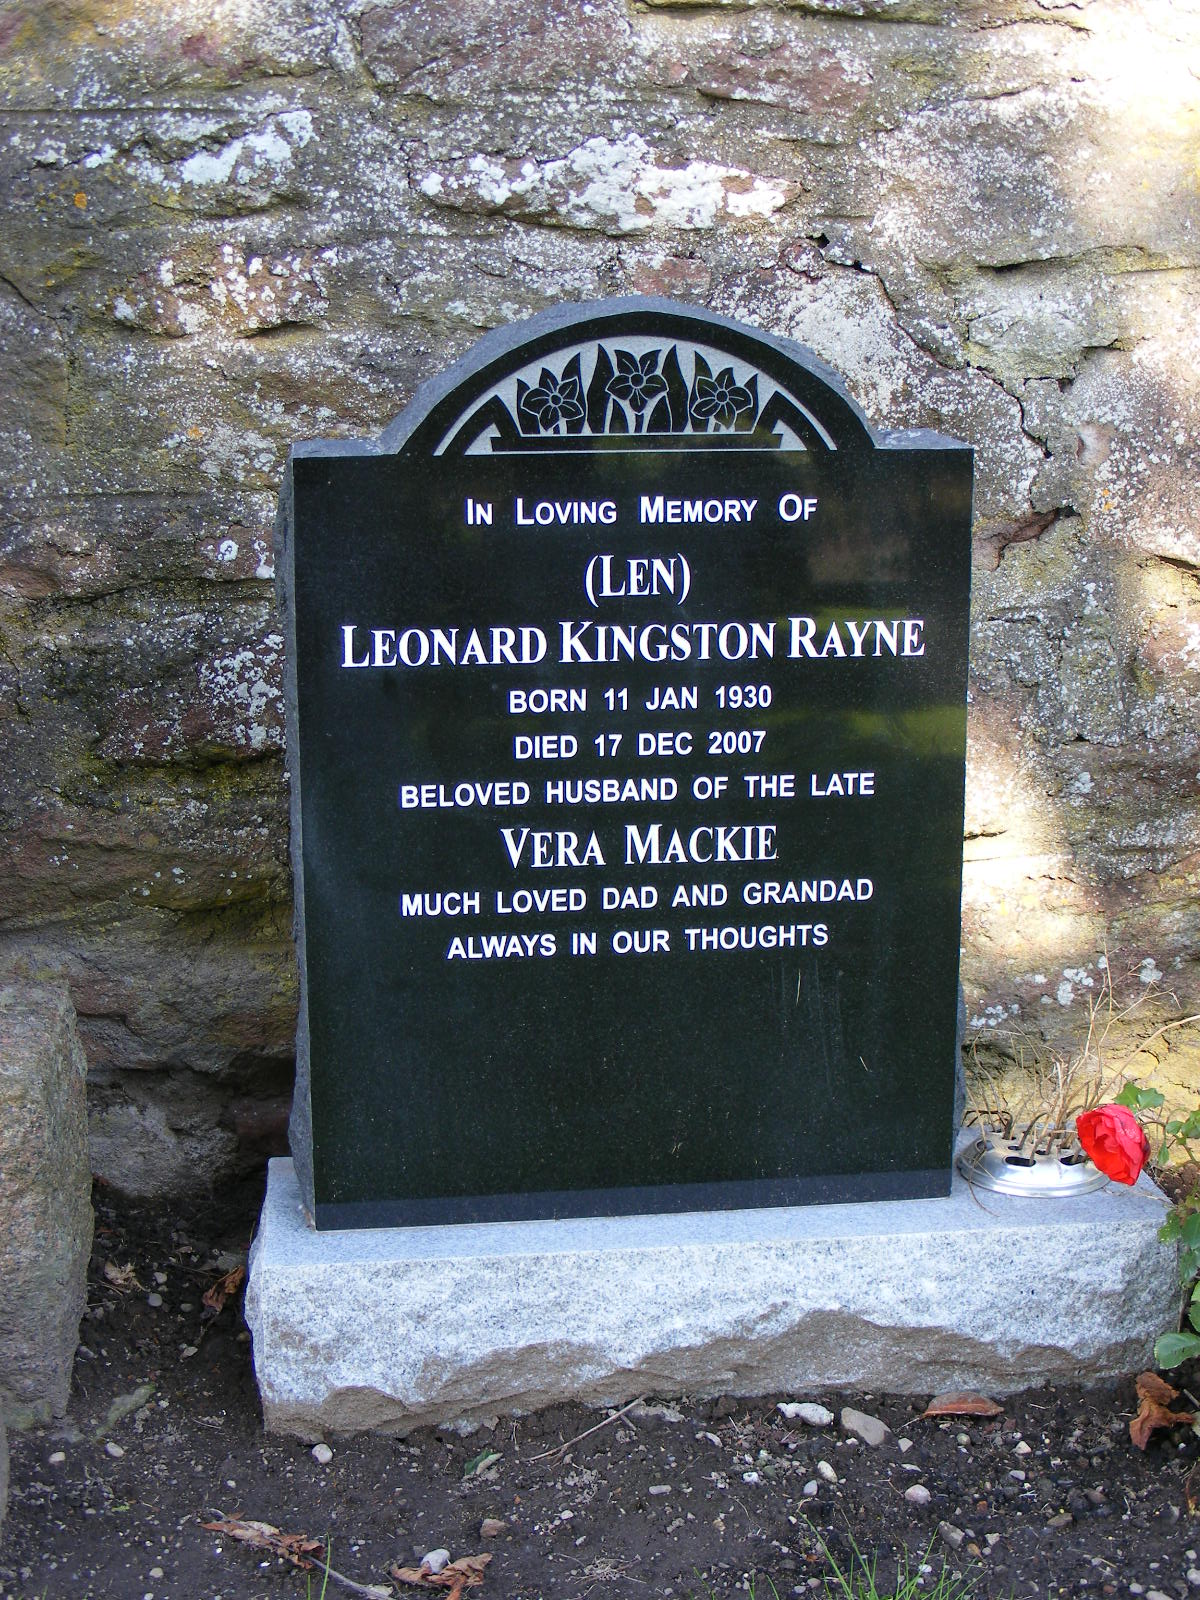 IN LOVING MEMORY OF
(LEN)
LEONARD KINGSTON RAYNE
BORN 11 JAN 1930
DIED 17 DEC 2007
BELOVED HUSBAND OF THE LATE
VERA MACKIE
MUCH LOVED DAD AND GRANDAD
ALWAYS IN OUR THOUGHTS